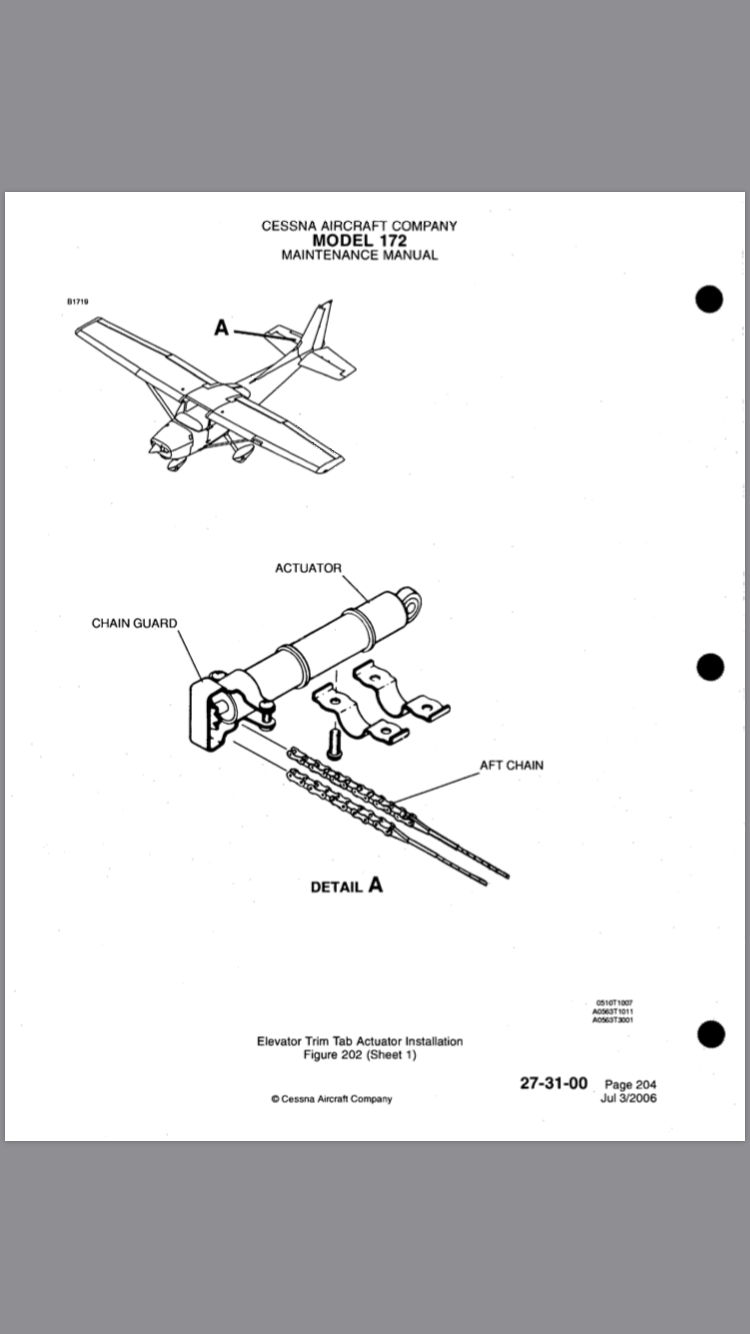 CESSNA AIRCRAFT COMPANY
MODEL 172
MAINTENANCE MANUAL
B1719
A
ACTUATOR
CHAIN GUARD
AFT CHAIN
DETAIL A
0510T1007
A0563T1011
A0563T3001
Elevator Trim Tab Actuator Installation
Figure 202 (Sheet 1)
27-31-00 Page 204
© Cessna Aircraft Company Jul 3/2006